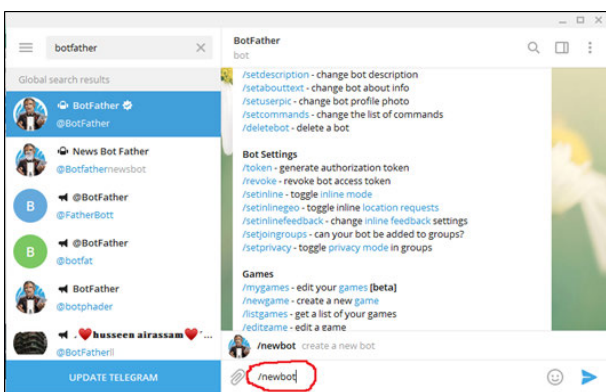 botfather
BotFather
bot
Global search results
BotFather
@BotFather
News Bot Father
@Botfathernewsbot
B
@BotFather
@FatherBott
B
@BotFather
@botfat
BotFather
@botphader
husseen airassam
@BotFatherll
UPDATE TELEGRAM
/setdescription - change bot description
/setabouttext - change bot about info
/setuserpic - change bot profile photo
/setcommands - change the list of commands
/deletebot - delete a bot
Bot Settings
/token - generate authorization token
/revoke - revoke bot access token
/setinline - toggle inline mode
/setinlinegeo - toggle inline location requests
/setinlinefeedback - change inline feedback settings
/setjoingroups - can your bot be added to groups?
/setprivacy - toggle privacy mode in groups
Games
/mygames - edit your games [beta]
/newgame - create a new game
/listgames - get a list of your games
/editgame - edit a game
/newbot create a new bot
/newbot